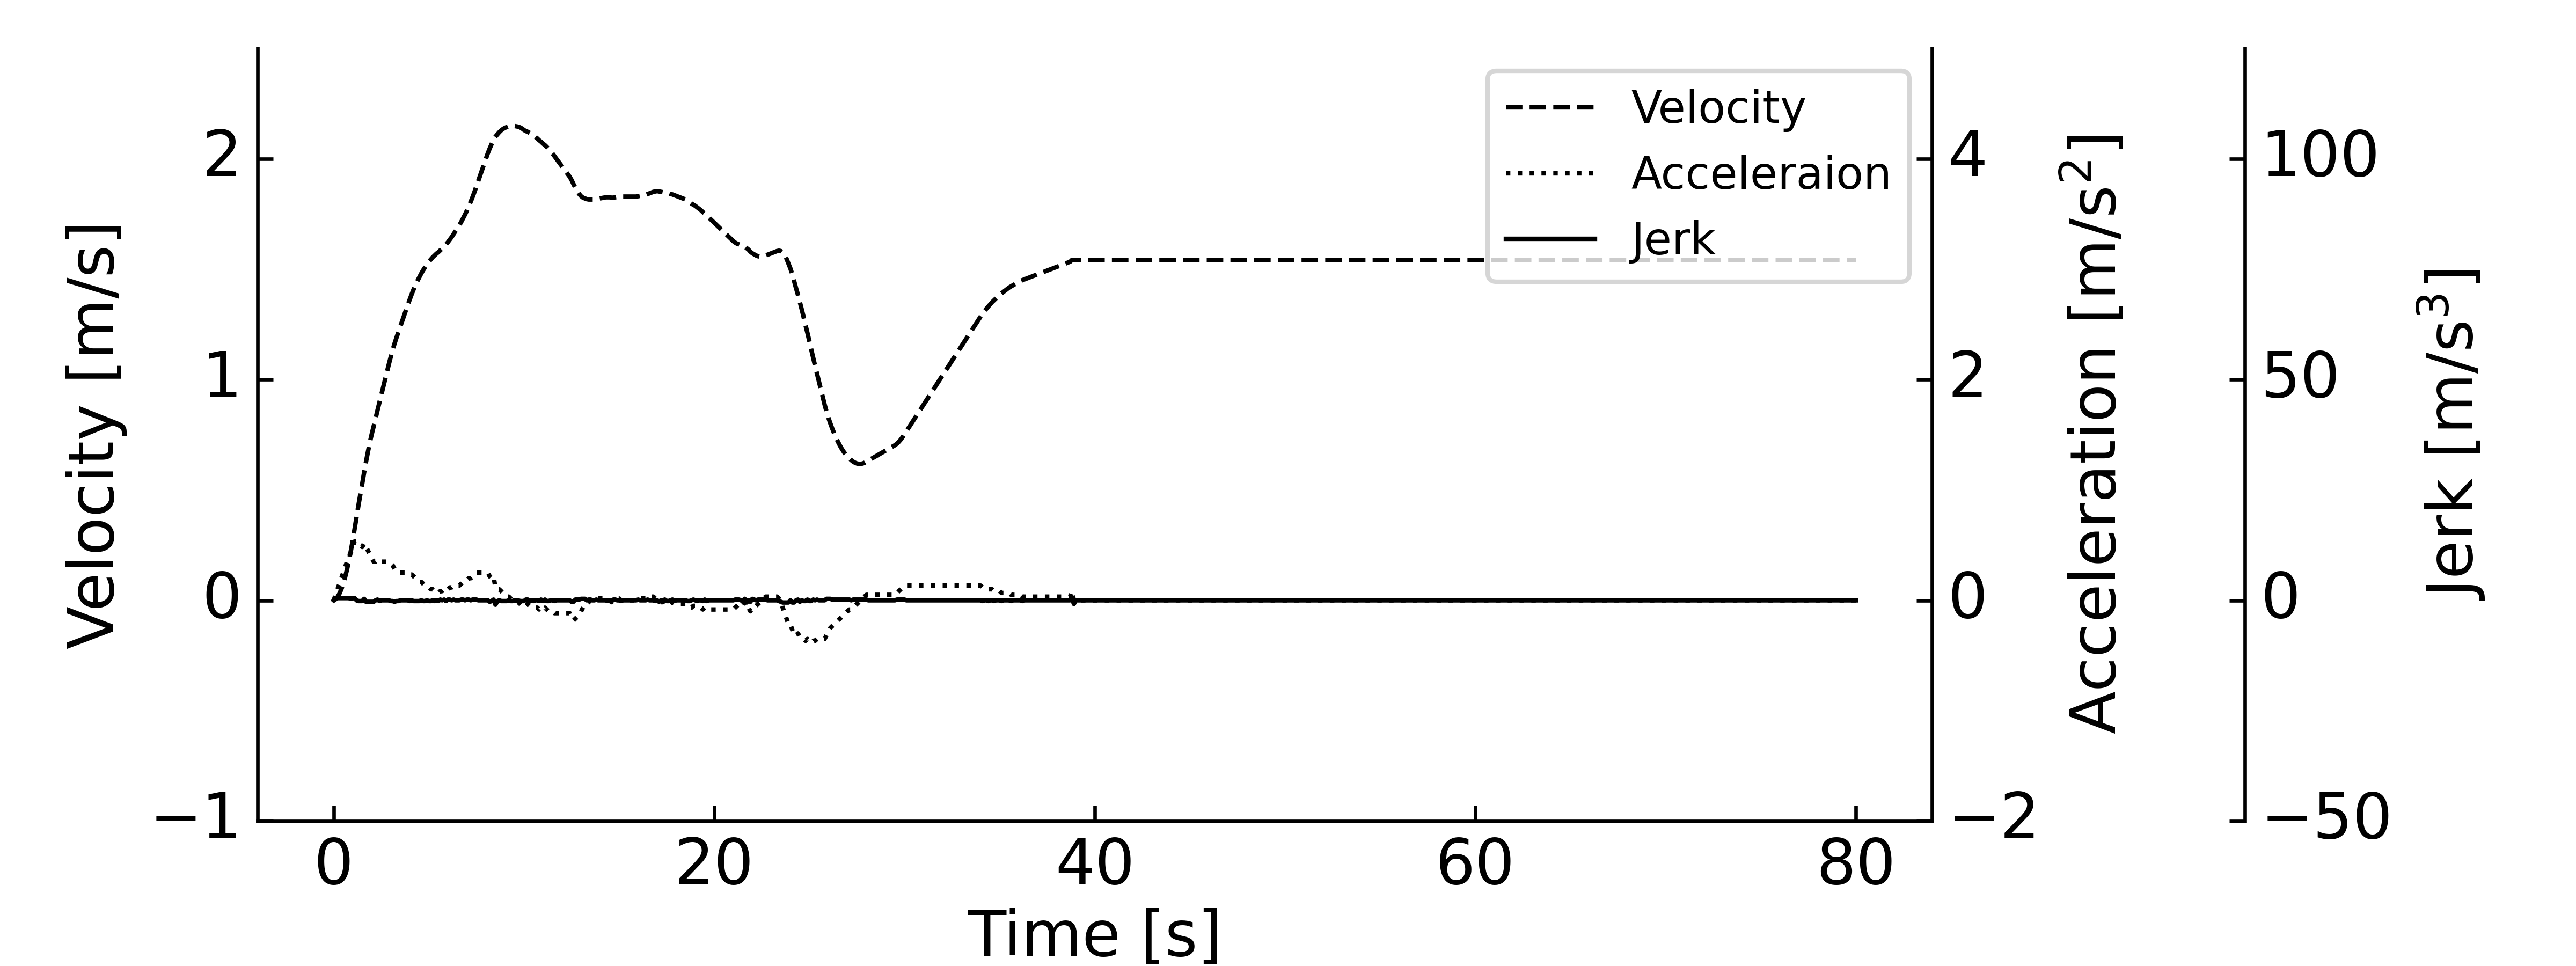 Velocity [m/s]
2
1
0
−1
0
20
40
60
80
Time [s]
Velocity
Acceleraion
Jerk
4
2
0
−2
Acceleration [m/s²]
100
50
0
−50
Jerk [m/s³]